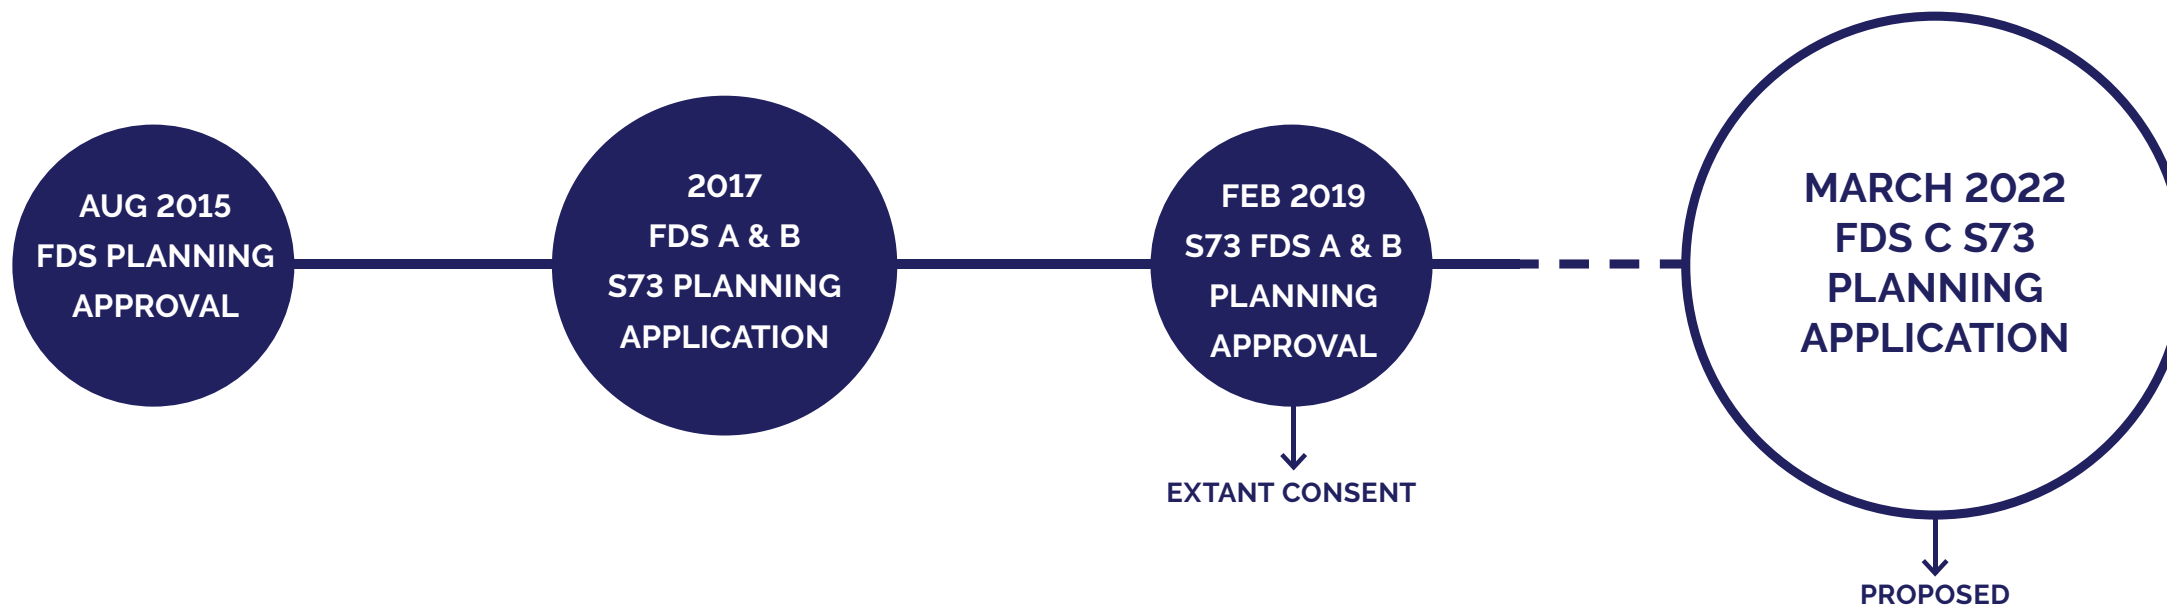 AUG 2015
FDS PLANNING
APPROVAL
2017
FDS A & B
S73 PLANNING
APPLICATION
FEB 2019
S73 FDS A & B
PLANNING
APPROVAL
EXTANT CONSENT
MARCH 2022
FDS C S73
PLANNING
APPLICATION
PROPOSED